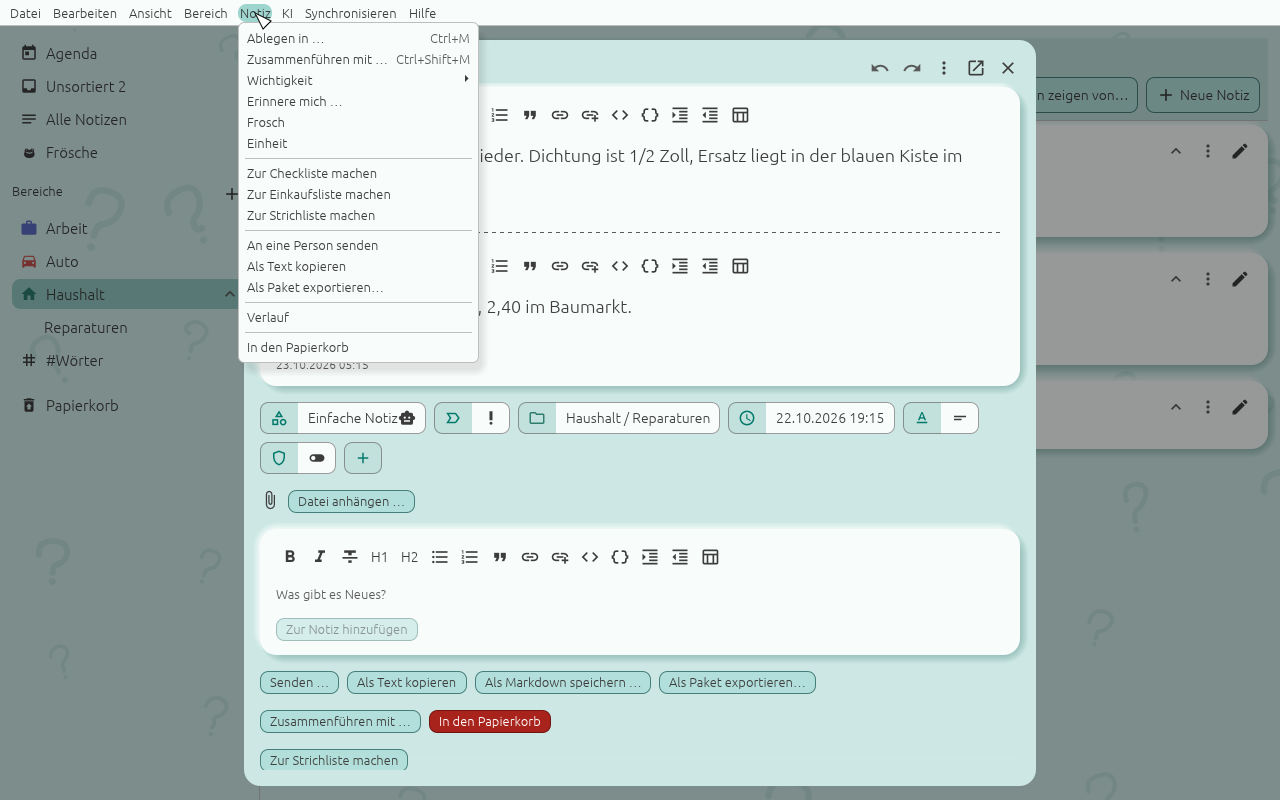 Datei Bearbeiten Ansicht Bereich Notiz KI Synchronisieren Hilfe
Agenda
Unsortiert 2
Alle Notizen
Frösche
Bereiche
Arbeit
Auto
Haushalt
Reparaturen
#Wörter
Papierkorb
Ablegen in … Ctrl+M
Zusammenführen mit … Ctrl+Shift+M
Wichtigkeit
Erinnere mich …
Frosch
Einheit
Zur Checkliste machen
Zur Einkaufsliste machen
Zur Strichliste machen
An eine Person senden
Als Text kopieren
Als Paket exportieren…
Verlauf
In den Papierkorb
n zeigen von… Neue Notiz
ieder. Dichtung ist 1/2 Zoll, Ersatz liegt in der blauen Kiste im
, 2,40 im Baumarkt.
23.10.2026 05:15
Einfache Notiz Haushalt / Reparaturen 22.10.2026 19:15
Datei anhängen …
B I H1 H2
Was gibt es Neues?
Zur Notiz hinzufügen
Senden … Als Text kopieren Als Markdown speichern … Als Paket exportieren…
Zusammenführen mit … In den Papierkorb
Zur Strichliste machen